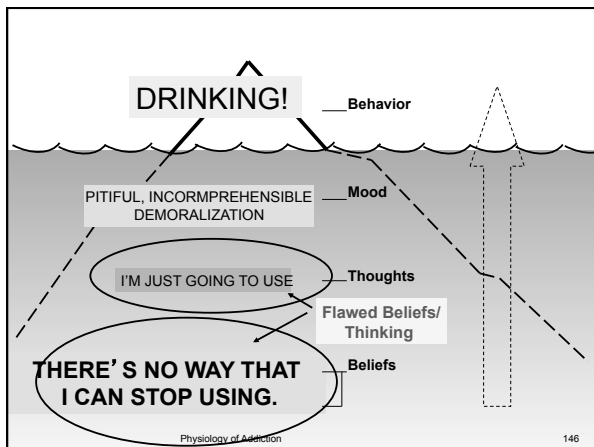 DRINKING!
Behavior
PITIFUL, INCORMPREHENSIBLE
DEMORALIZATION
Mood
I'M JUST GOING TO USE
Thoughts
Flawed Beliefs/
Thinking
THERE'S NO WAY THAT
I CAN STOP USING.
Beliefs
Physiology of Addiction
146